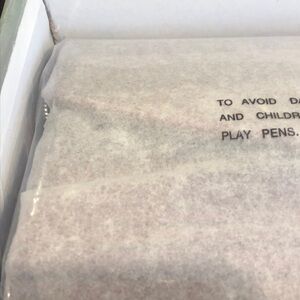 TO AVOID DA
AND CHILDR
PLAY PENS.